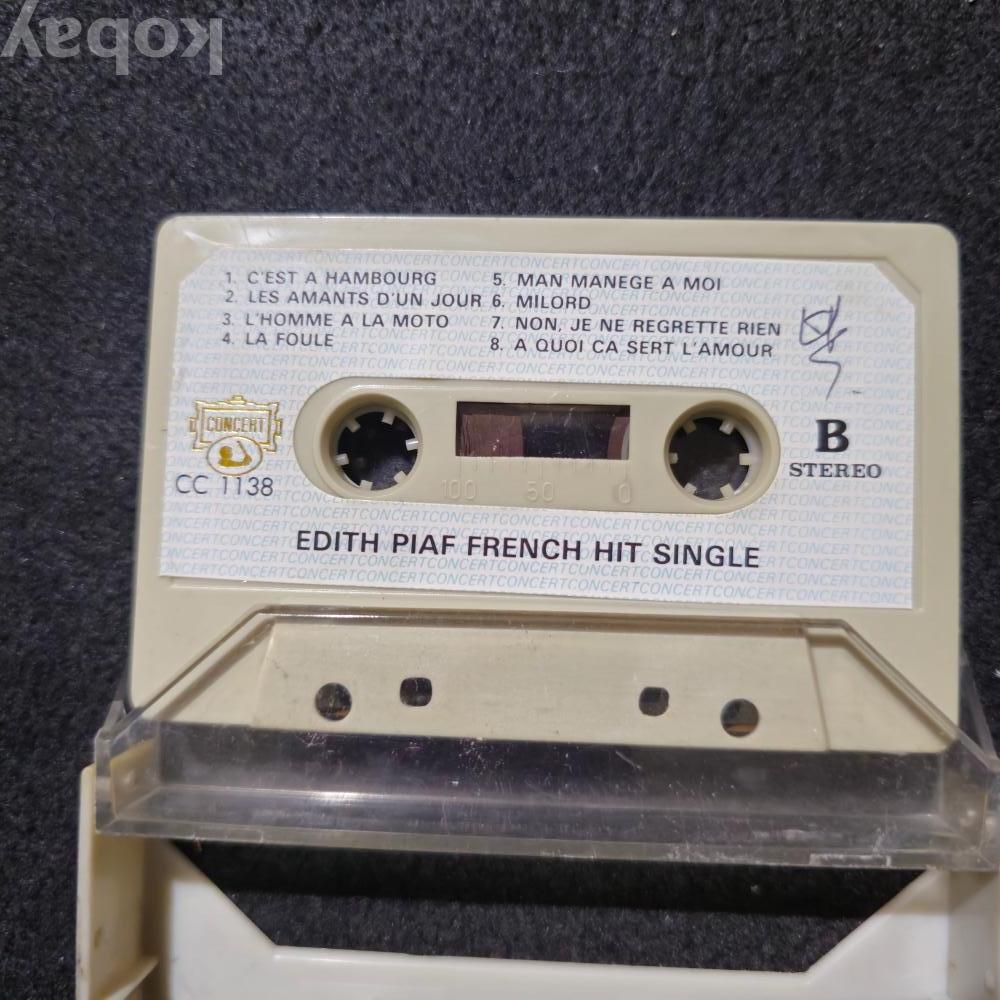 kobay
1. C'EST A HAMBOURG
2. LES AMANTS D'UN JOUR
3. L'HOMME A LA MOTO
4. LA FOULE
5. MAN MANEGE A MOI
6. MILORD
7. NON, JE NE REGRETTE RIEN
8. A QUOI CA SERT L'AMOUR
CONCERT
CC 1138
100 50 0
B
STEREO
EDITH PIAF FRENCH HIT SINGLE